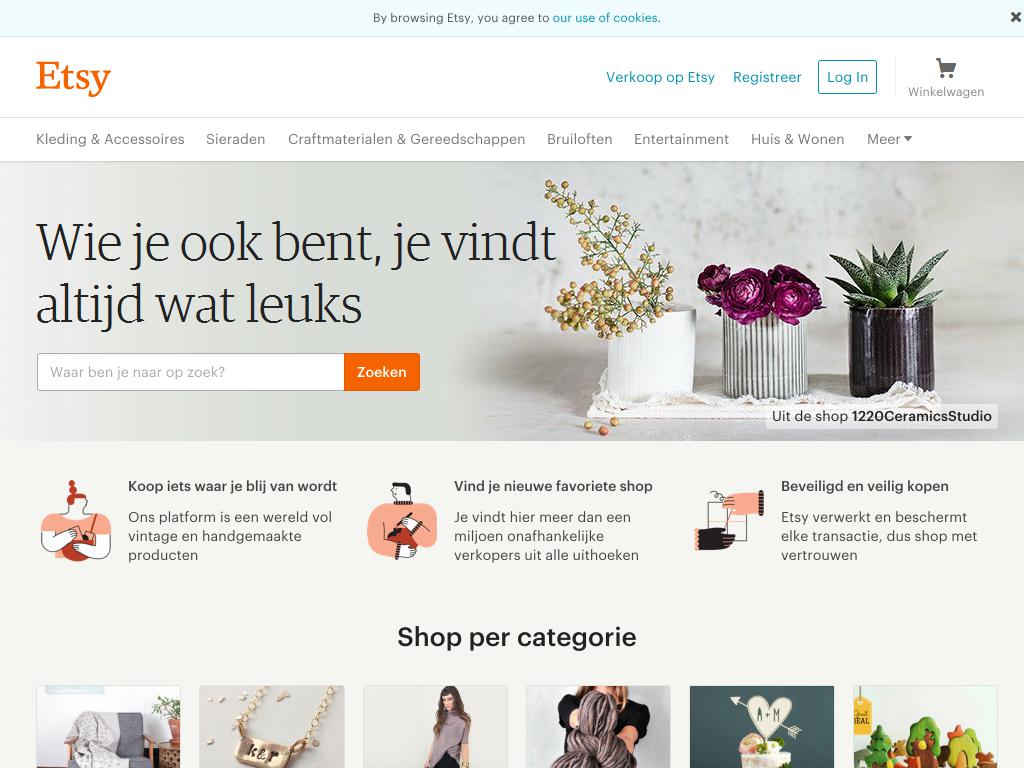 By browsing Etsy, you agree to our use of cookies.
Etsy
Verkoop op Etsy
Registreer
Log In
Winkelwagen
Kleding & Accessoires
Sieraden
Craftmaterialen & Gereedschappen
Bruiloften
Entertainment
Huis & Wonen
Meer
Wie je ook bent, je vindt
altijd wat leuks
Waar ben je naar op zoek?
Zoeken
Uit de shop 1220CeramicsStudio
Koop iets waar je blij van wordt
Ons platform is een wereld vol
vintage en handgemaakte
producten
Vind je nieuwe favoriete shop
Je vindt hier meer dan een
miljoen onafhankelijke
verkopers uit alle uithoeken
Beveiligd en veilig kopen
Etsy verwerkt en beschermt
elke transactie, dus shop met
vertrouwen
Shop per categorie
k&r
A+M